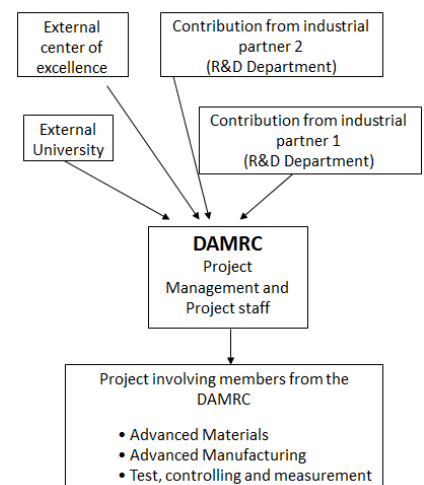 External
center of
excellence
Contribution from industrial
partner 2
(R&D Department)
External
University
Contribution from industrial
partner 1
(R&D Department)
DAMRC
Project
Management and
Project staff
Project involving members from the
DAMRC
• Advanced Materials
• Advanced Manufacturing
• Test, controlling and measurement